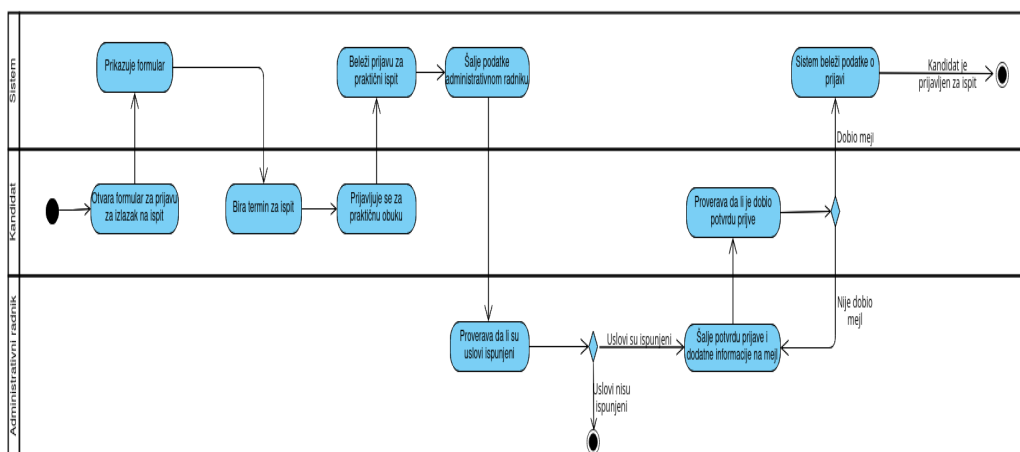 Sistem
Prikazuje formular
Beleži prijavu za
praktični ispit
Šalje podatke
administrativnom radniku
Sistem beleži podatke o
prijavi
Kandidat je
prijavljen za ispit
Dobio mejl
Kandidat
Otvara formular za prijavu
za izlazak na ispit
Bira termin za ispit
Prijavljuje se za
praktičnu obuku
Proverava da li je dobio
potvrdu prijve
Nije dobio
mejl
Administrativni radnik
Proverava da li su
uslovi ispunjeni
Uslovi su ispunjeni
Šalje potvrdu prijave i
dodatne informacije na mejl
Uslovi nisu
ispunjeni